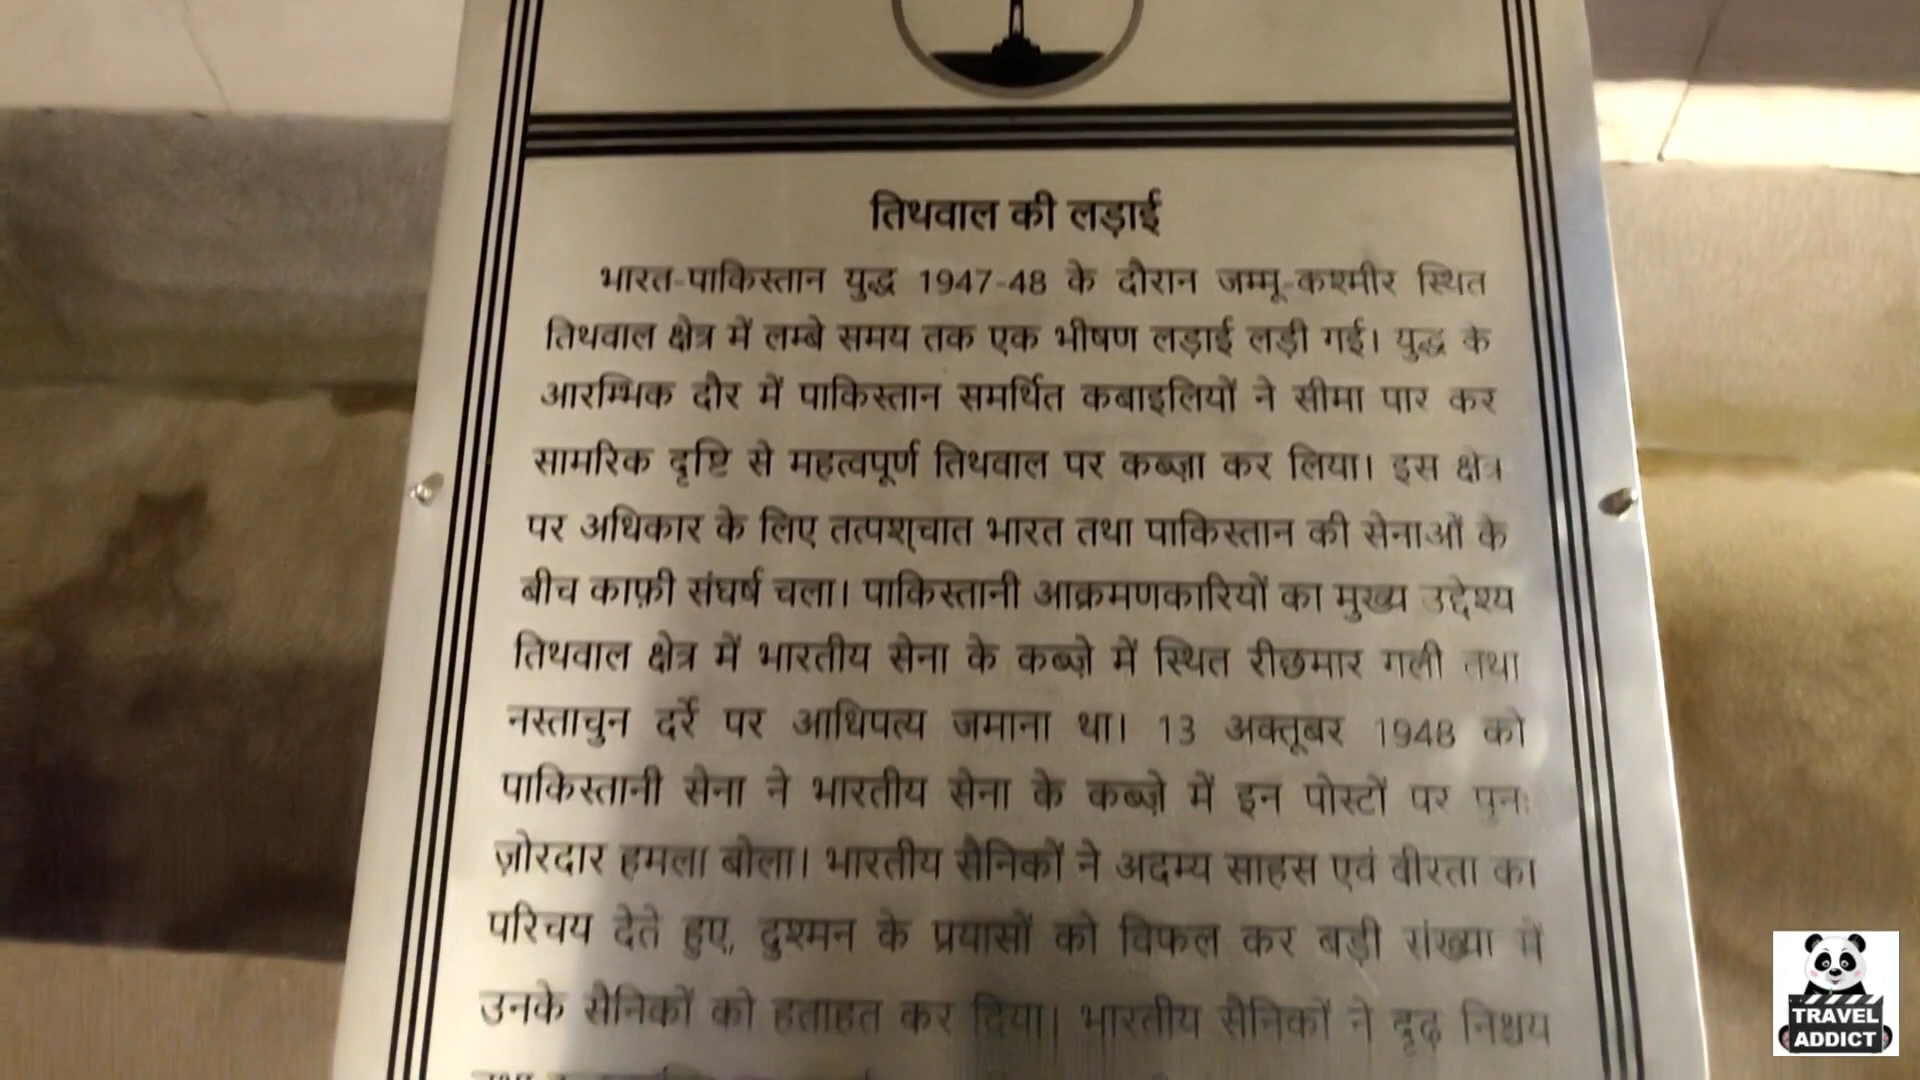 तिथवाल की लड़ाई
भारत-पाकिस्तान युद्ध 1947-48 के दौरान जम्मू-कश्मीर स्थित
तिथवाल क्षेत्र में लम्बे समय तक एक भीषण लड़ाई लड़ी गई। युद्ध के
आरम्भिक दौर में पाकिस्तान समर्थित कबाइलियों ने सीमा पार कर
सामरिक दृष्टि से महत्वपूर्ण तिथवाल पर कब्ज़ा कर लिया। इस क्षेत्र
पर अधिकार के लिए तत्पश्चात भारत तथा पाकिस्तान की सेनाओं के
बीच काफ़ी संघर्ष चला। पाकिस्तानी आक्रमणकारियों का मुख्य उद्देश्य
तिथवाल क्षेत्र में भारतीय सेना के कब्ज़े में स्थित रीछमार गली तथा
नस्ताचुन दर्रे पर आधिपत्य जमाना था। 13 अक्तूबर 1948 को
पाकिस्तानी सेना ने भारतीय सेना के कब्ज़े में इन पोस्टों पर पुनः
ज़ोरदार हमला बोला। भारतीय सैनिकों ने अदम्य साहस एवं वीरता का
परिचय देते हुए, दुश्मन के प्रयासों को विफल कर बड़ी संख्या में
उनके सैनिकों को हताहत कर दिया। भारतीय सैनिकों ने दृढ़ निश्चय
TRAVEL
ADDICT